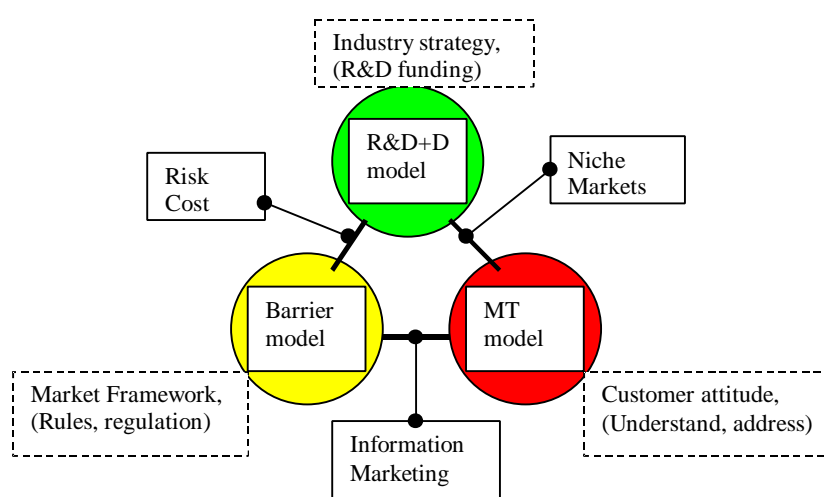 Industry strategy,
(R&D funding)
R&D+D
model
Risk
Cost
Niche
Markets
Barrier
model
MT
model
Market Framework,
(Rules, regulation)
Customer attitude,
(Understand, address)
Information
Marketing